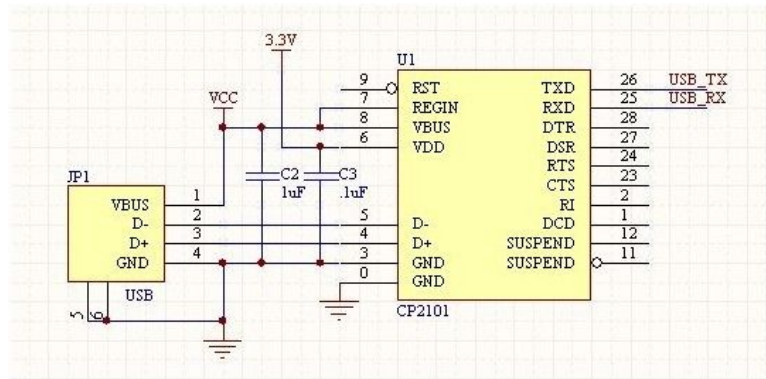 3.3V
U1
VCC
9 RST TXD 26 USB_TX
7 REGIN RXD 25 USB_RX
8 VBUS DTR 28
6 VDD DSR 27
RTS 24
CTS 23
RI 2
DCD 1
SUSPEND 12
SUSPEND 11
C2
1uF
C3
.1uF
JP1
VBUS 1
D- 2
D+ 3
GND 4
5 D-
4 D+
3 GND
0 GND
USB
5 6
CP2101